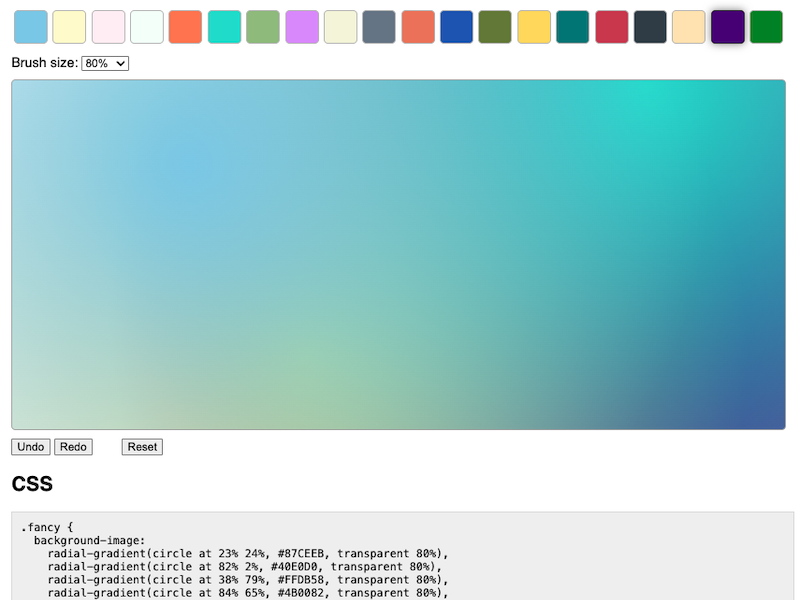 Brush size: 80%
Undo Redo Reset
CSS
.fancy {
background-image:
radial-gradient(circle at 23% 24%, #87CEEB, transparent 80%),
radial-gradient(circle at 82% 2%, #40E0D0, transparent 80%),
radial-gradient(circle at 38% 79%, #FFDB58, transparent 80%),
radial-gradient(circle at 84% 65%, #4B0082, transparent 80%),